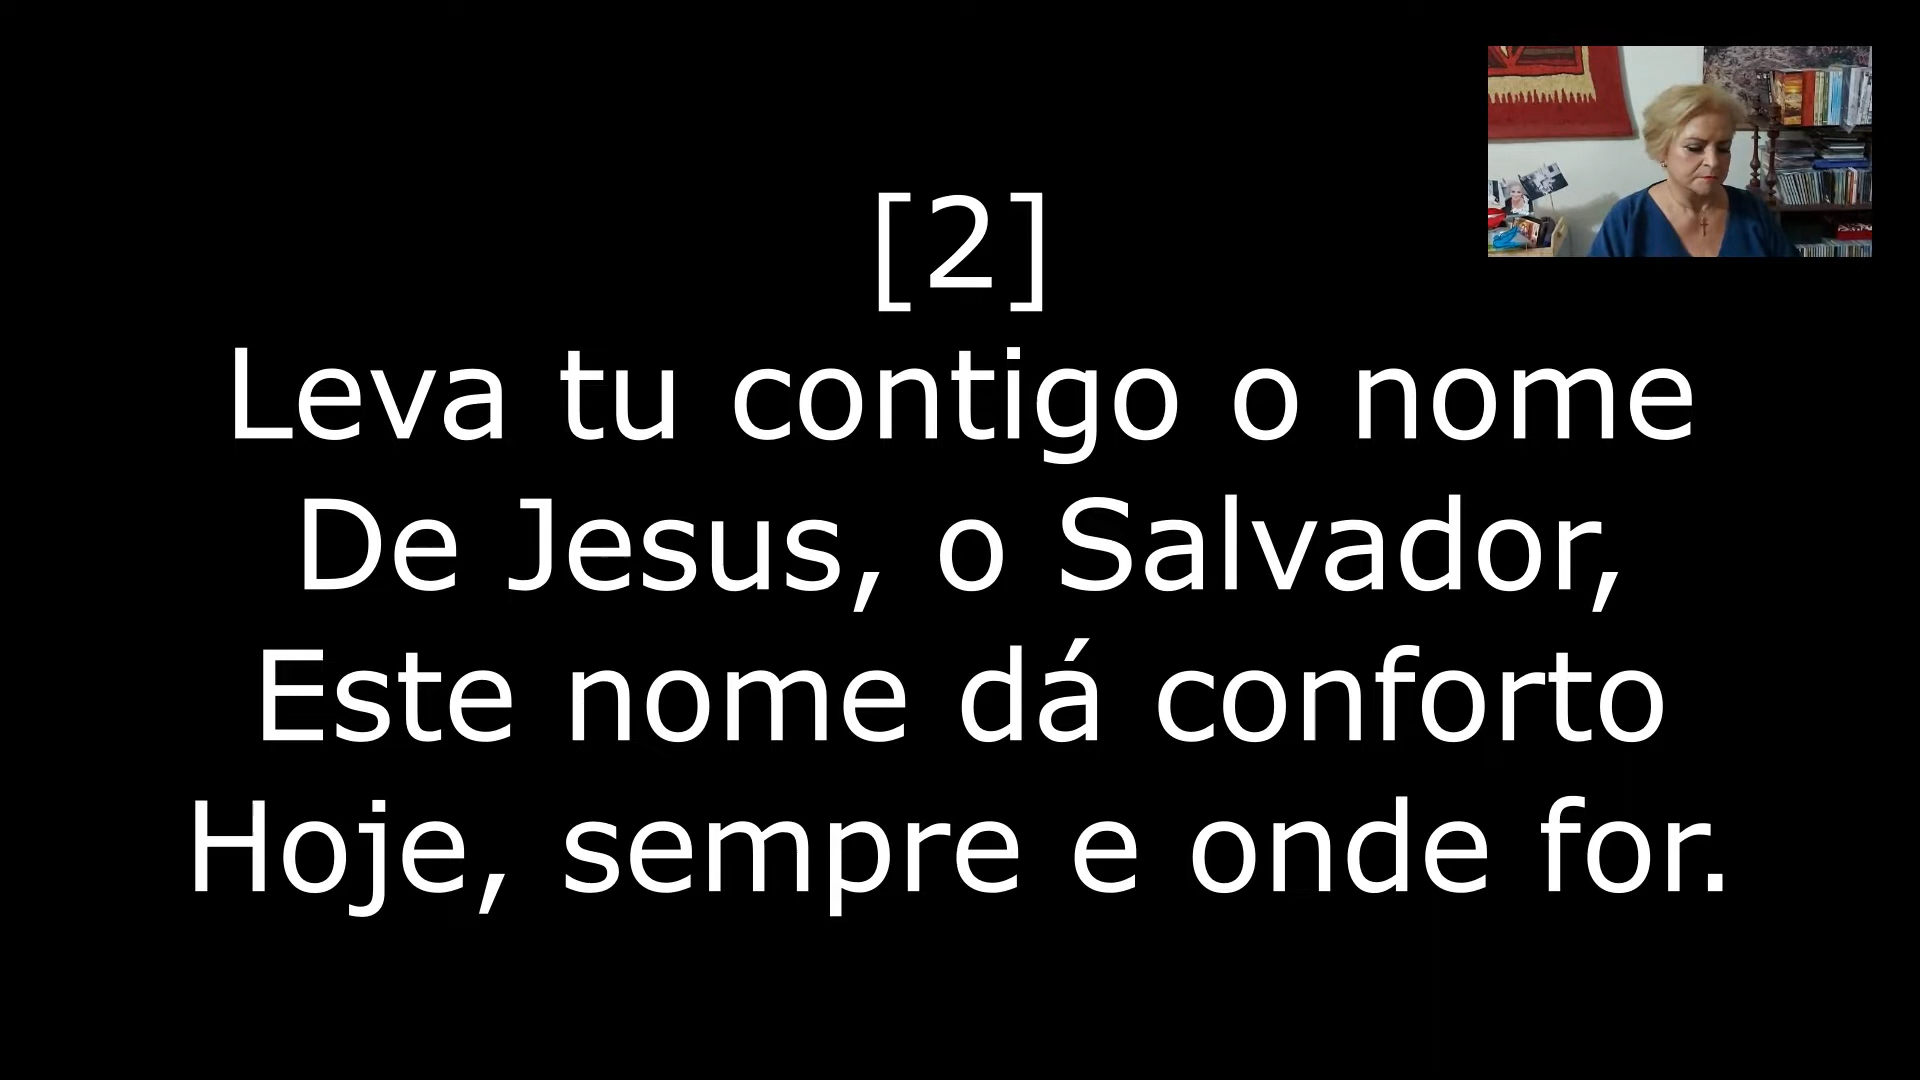 [2]
Leva tu contigo o nome
De Jesus, o Salvador,
Este nome dá conforto
Hoje, sempre e onde for.